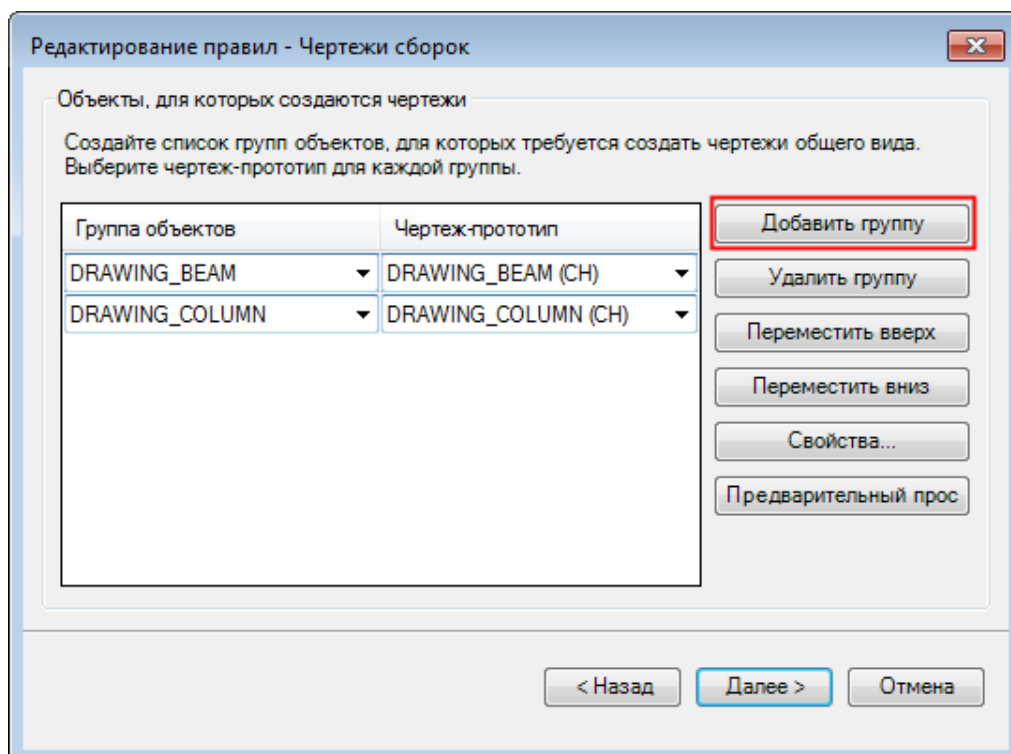 Редактирование правил - Чертежи сборок
Объекты, для которых создаются чертежи
Создайте список групп объектов, для которых требуется создать чертежи общего вида.
Выберите чертеж-прототип для каждой группы.
Группа объектов Чертеж-прототип
DRAWING_BEAM DRAWING_BEAM (CH)
DRAWING_COLUMN DRAWING_COLUMN (CH)
Добавить группу
Удалить группу
Переместить вверх
Переместить вниз
Свойства...
Предварительный прос
< Назад Далее > Отмена